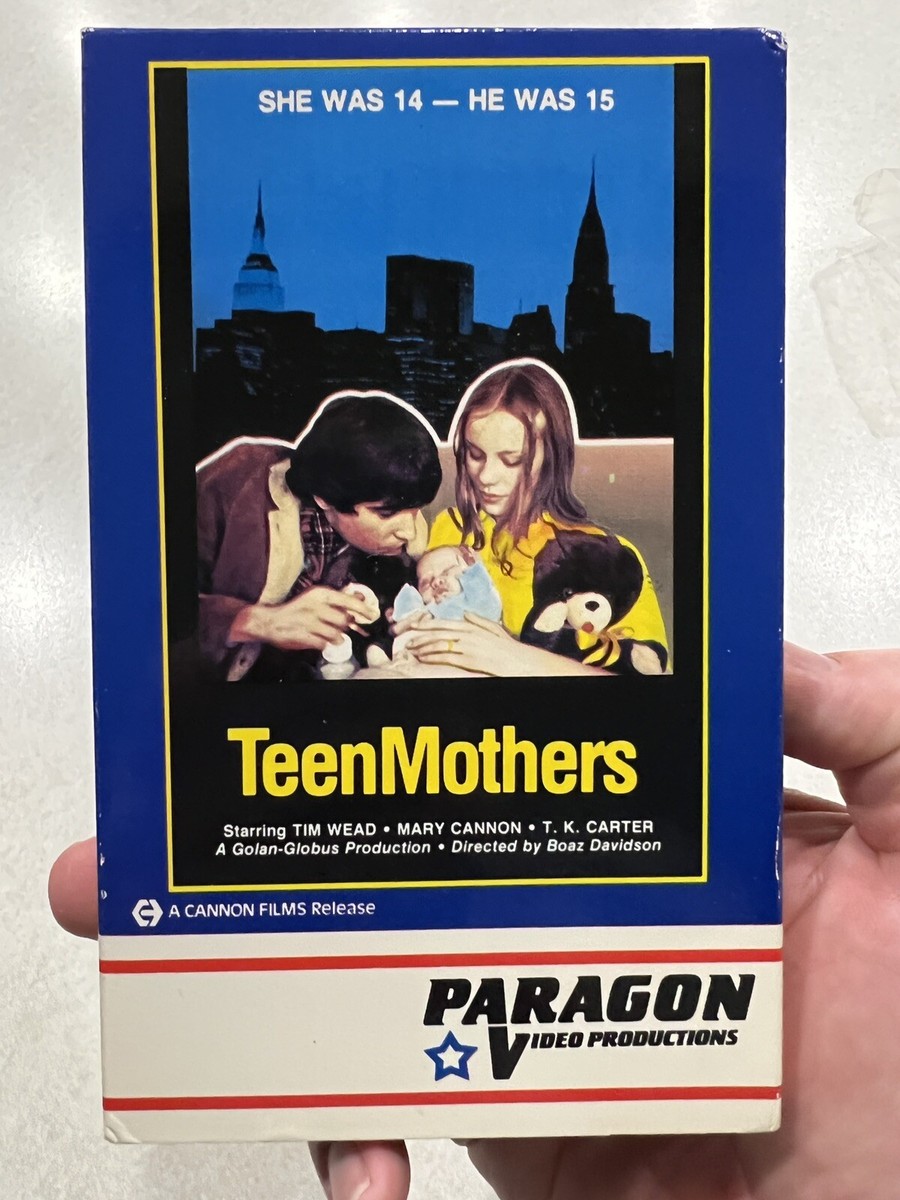 SHE WAS 14 — HE WAS 15
TeenMothers
Starring TIM WEAD • MARY CANNON • T. K. CARTER
A Golan-Globus Production • Directed by Boaz Davidson
A CANNON FILMS Release
PARAGON
VIDEO PRODUCTIONS